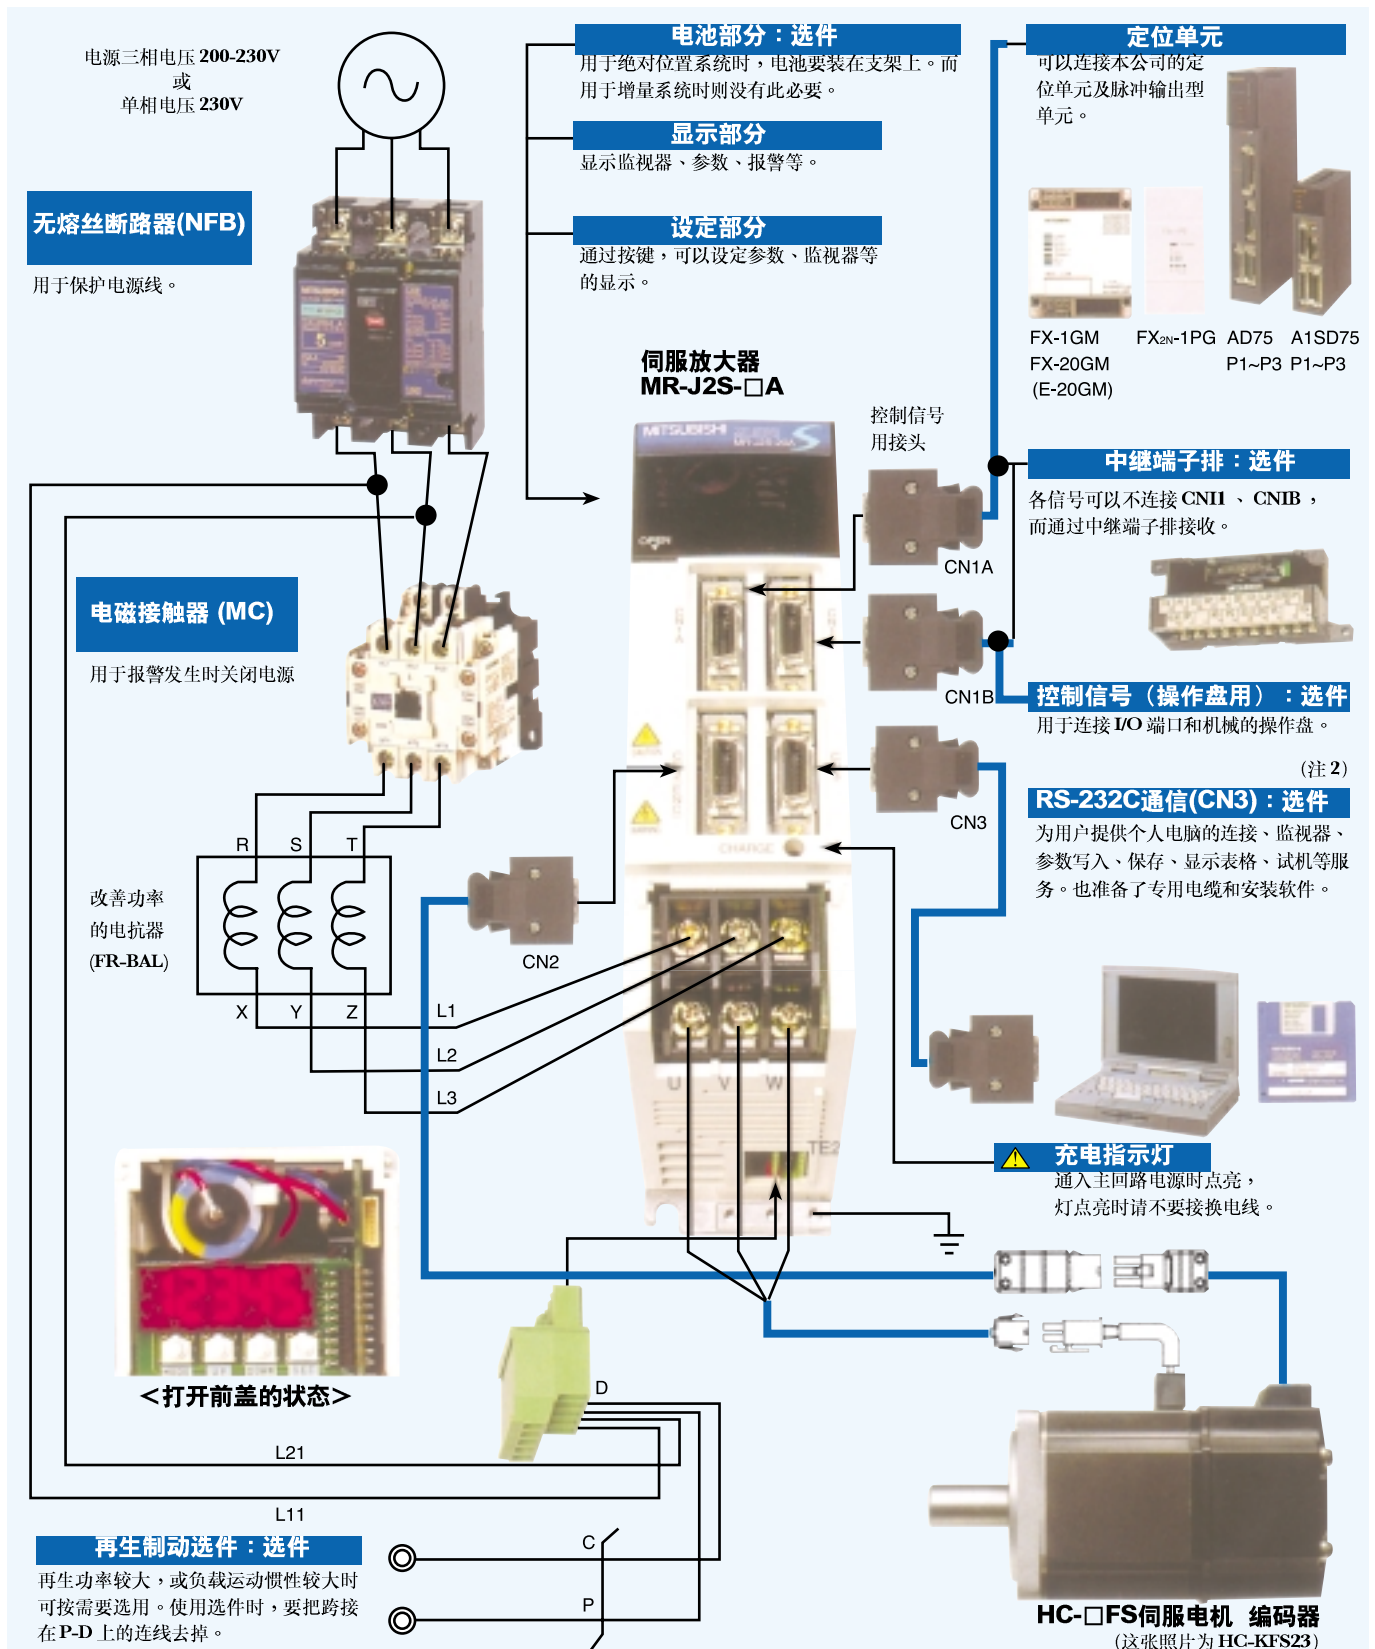 电源三相电压 200-230V
或
单相电压 230V
无熔丝断路器(NFB)
用于保护电源线。
电池部分：选件
用于绝对位置系统时，电池要装在支架上。而
用于增量系统时则没有此必要。
显示部分
显示监视器、参数、报警等。
设定部分
通过按键，可以设定参数、监视器等
的显示。
定位单元
可以连接本公司的定
位单元及脉冲输出型
单元。
FX-1GM
FX-20GM
(E-20GM)
FX2N-1PG
AD75
P1~P3
A1SD75
P1~P3
伺服放大器
MR-J2S-□A
MITSUBISHI
OPEN
控制信号
用接头
CN1A
中继端子排：选件
各信号可以不连接 CNI1 、 CNIB ，
而通过中继端子排接收。
电磁接触器 (MC)
用于报警发生时关闭电源
CN1B
控制信号（操作盘用）：选件
用于连接 I/O 端口和机械的操作盘。
(注 2)
RS-232C通信(CN3)：选件
为用户提供个人电脑的连接、监视器、
参数写入、保存、显示表格、试机等服
务。也准备了专用电缆和安装软件。
CN3
CHARGE
R S T
改善功率
的电抗器
(FR-BAL)
X Y Z
CN2
L1
L2
L3
U V W
TE2
充电指示灯
通入主回路电源时点亮，
灯点亮时请不要接换电线。
<打开前盖的状态>
D
L21
L11
再生制动选件：选件
再生功率较大，或负载运动惯性较大时
可按需要选用。使用选件时，要把跨接
在 P-D 上的连线去掉。
C
P
HC-□FS伺服电机 编码器
(这张照片为 HC-KFS23)